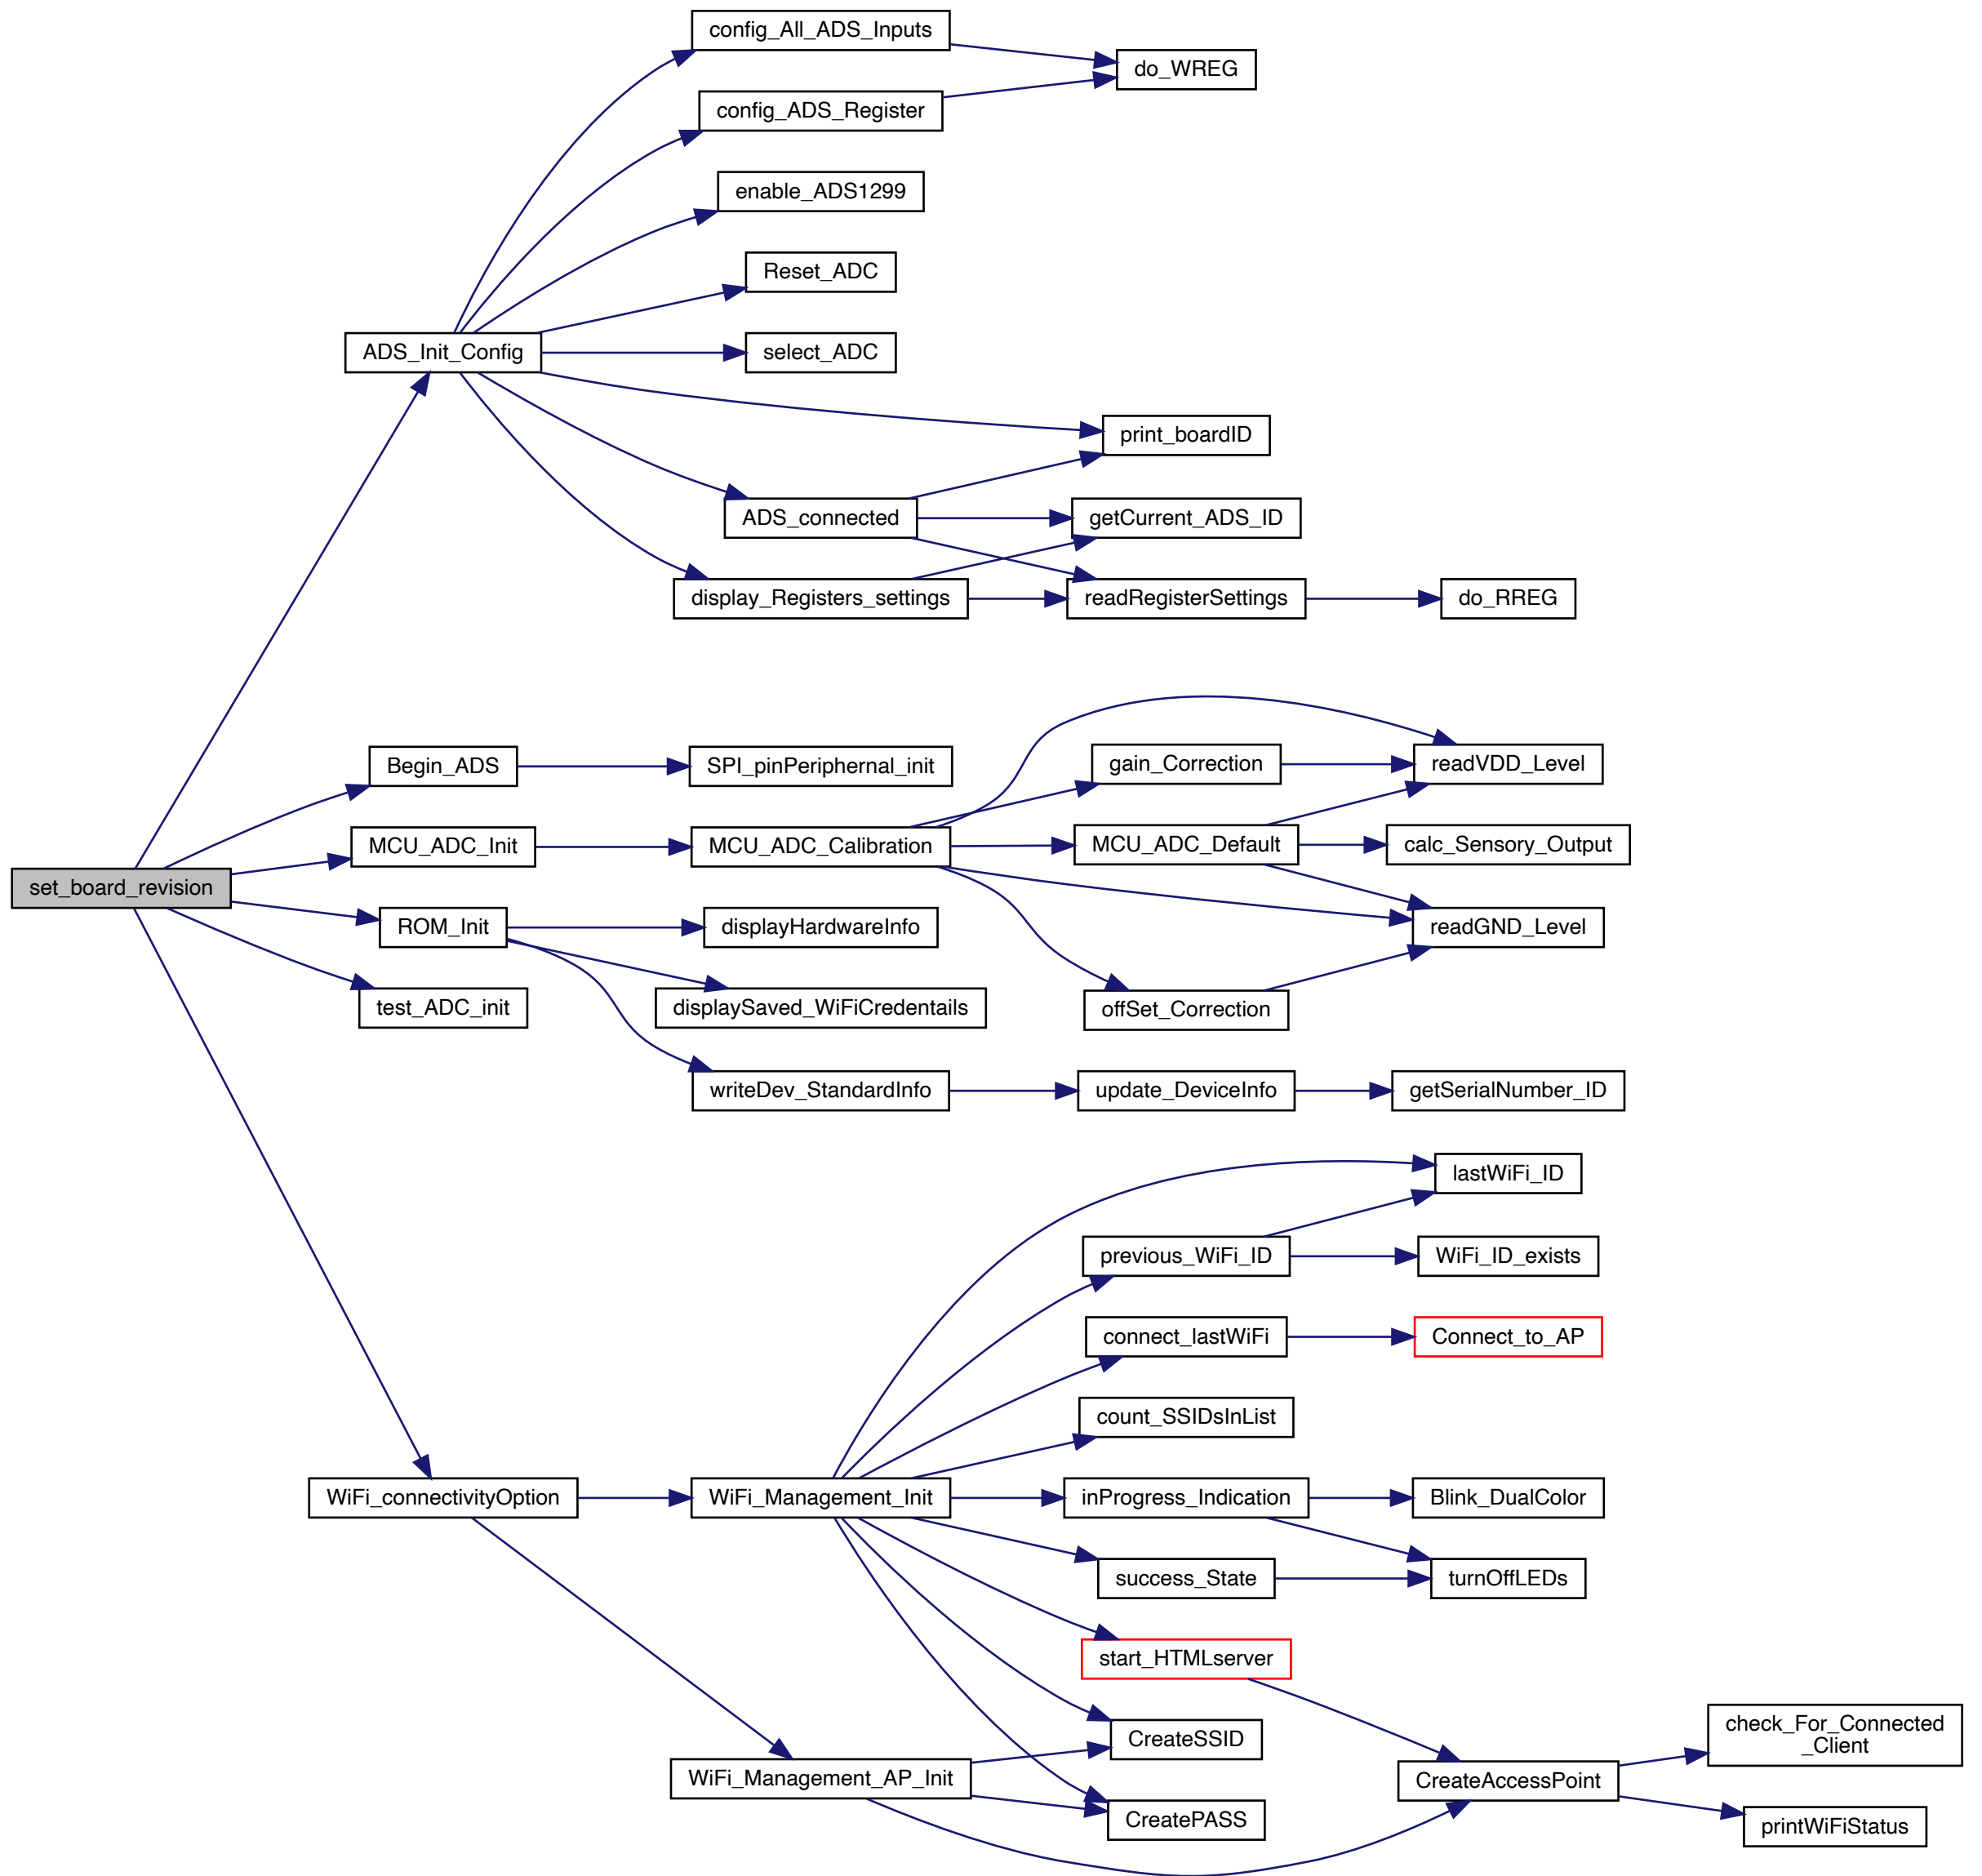 config_All_ADS_Inputs
do_WREG
config_ADS_Register
enable_ADS1299
Reset_ADC
ADS_Init_Config
select_ADC
print_boardID
ADS_connected
getCurrent_ADS_ID
display_Registers_settings
readRegisterSettings
do_RREG
Begin_ADS
SPI_pinPeriphernal_init
gain_Correction
readVDD_Level
MCU_ADC_Init
MCU_ADC_Calibration
MCU_ADC_Default
calc_Sensory_Output
set_board_revision
ROM_Init
displayHardwareInfo
readGND_Level
test_ADC_init
displaySaved_WiFiCredentails
offSet_Correction
writeDev_StandardInfo
update_DeviceInfo
getSerialNumber_ID
lastWiFi_ID
previous_WiFi_ID
WiFi_ID_exists
connect_lastWiFi
Connect_to_AP
count_SSIDsInList
WiFi_connectivityOption
WiFi_Management_Init
inProgress_Indication
Blink_DualColor
success_State
turnOffLEDs
start_HTMLserver
CreateSSID
check_For_Connected
_Client
WiFi_Management_AP_Init
CreateAccessPoint
CreatePASS
printWiFiStatus